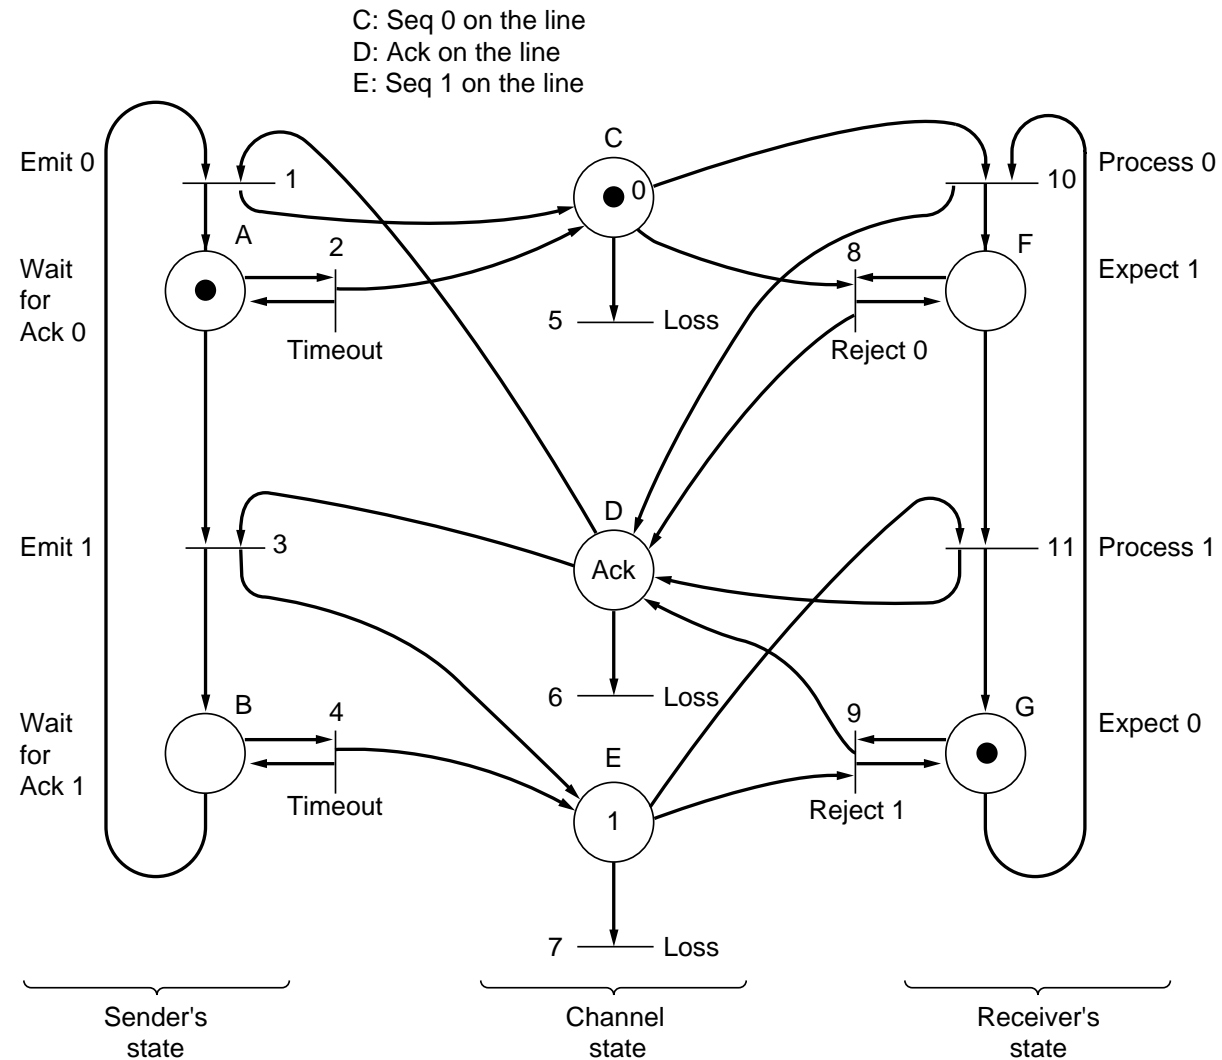 C: Seq 0 on the line
D: Ack on the line
E: Seq 1 on the line
C
Emit 0
1
0
10
Process 0
A
2
8
F
Wait
for
Ack 0
Expect 1
5
Loss
Timeout
Reject 0
D
Emit 1
3
Ack
11
Process 1
6
Loss
B
4
9
G
Wait
for
Ack 1
Expect 0
E
Timeout
1
Reject 1
7
Loss
Sender's
state
Channel
state
Receiver's
state